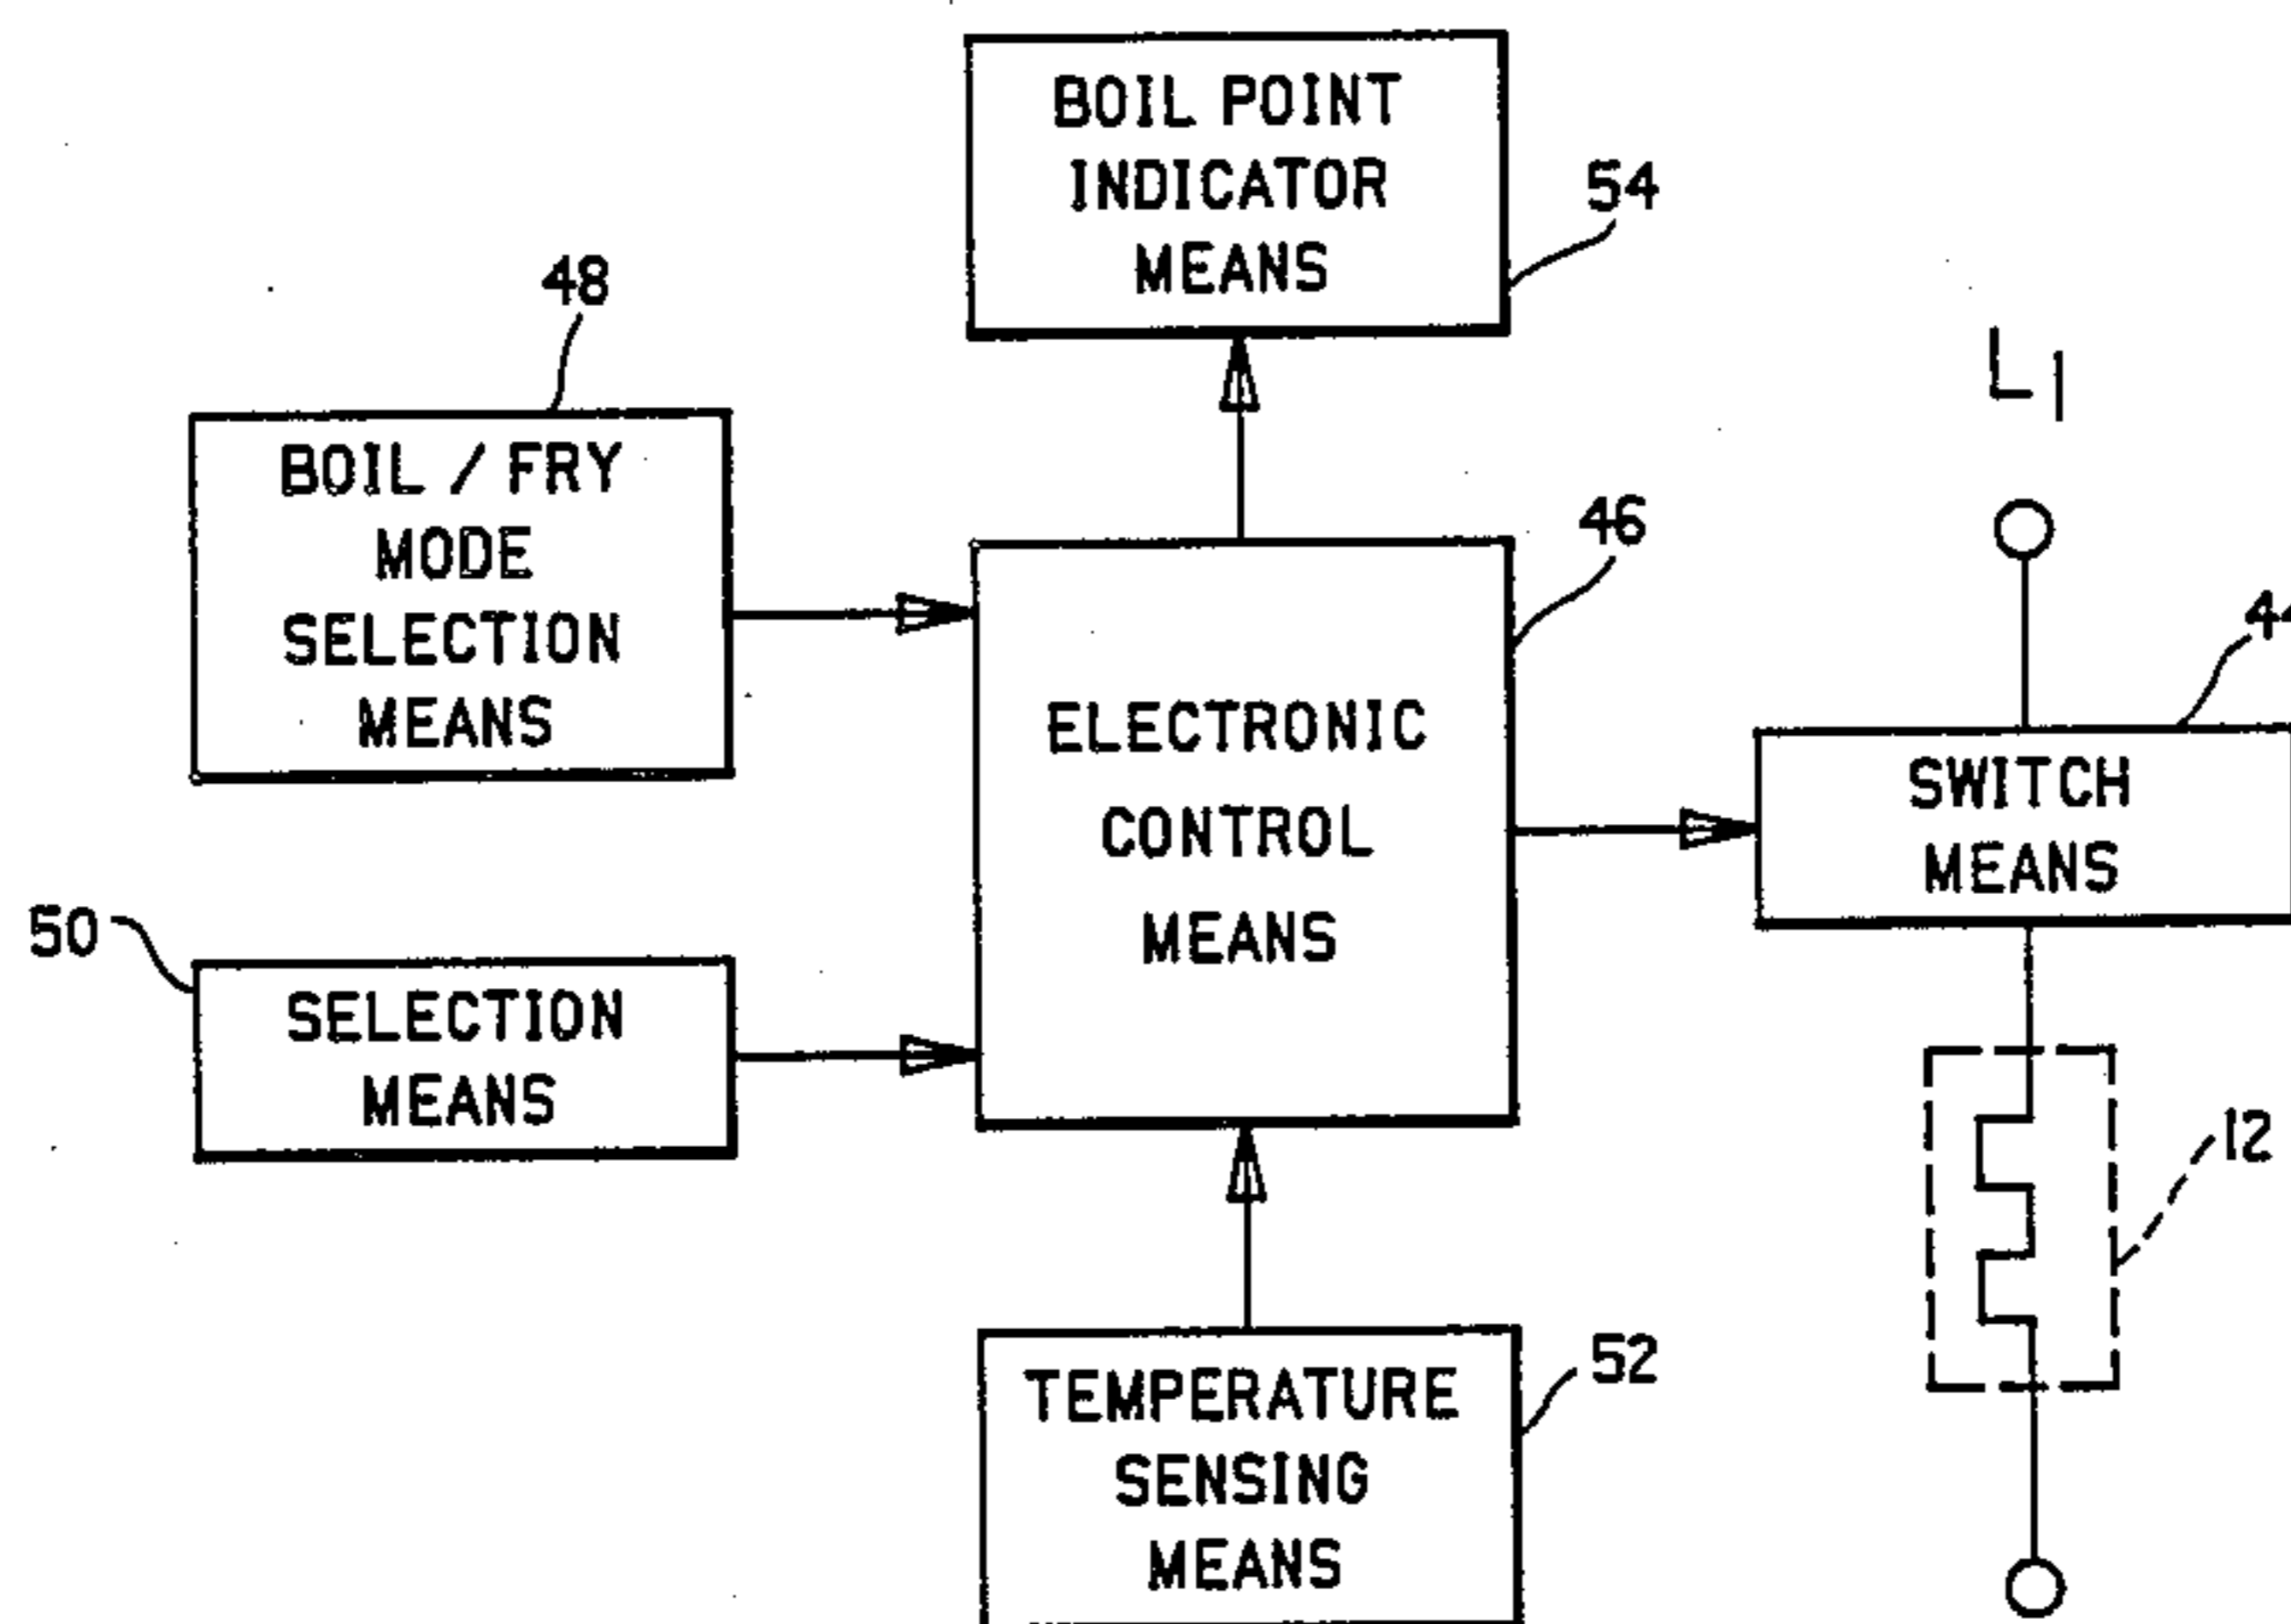 BOIL POINT
INDICATOR
MEANS
54
48
BOIL / FRY
MODE
SELECTION
MEANS
L1
46
ELECTRONIC
CONTROL
MEANS
44
SWITCH
MEANS
50
SELECTION
MEANS
12
52
TEMPERATURE
SENSING
MEANS